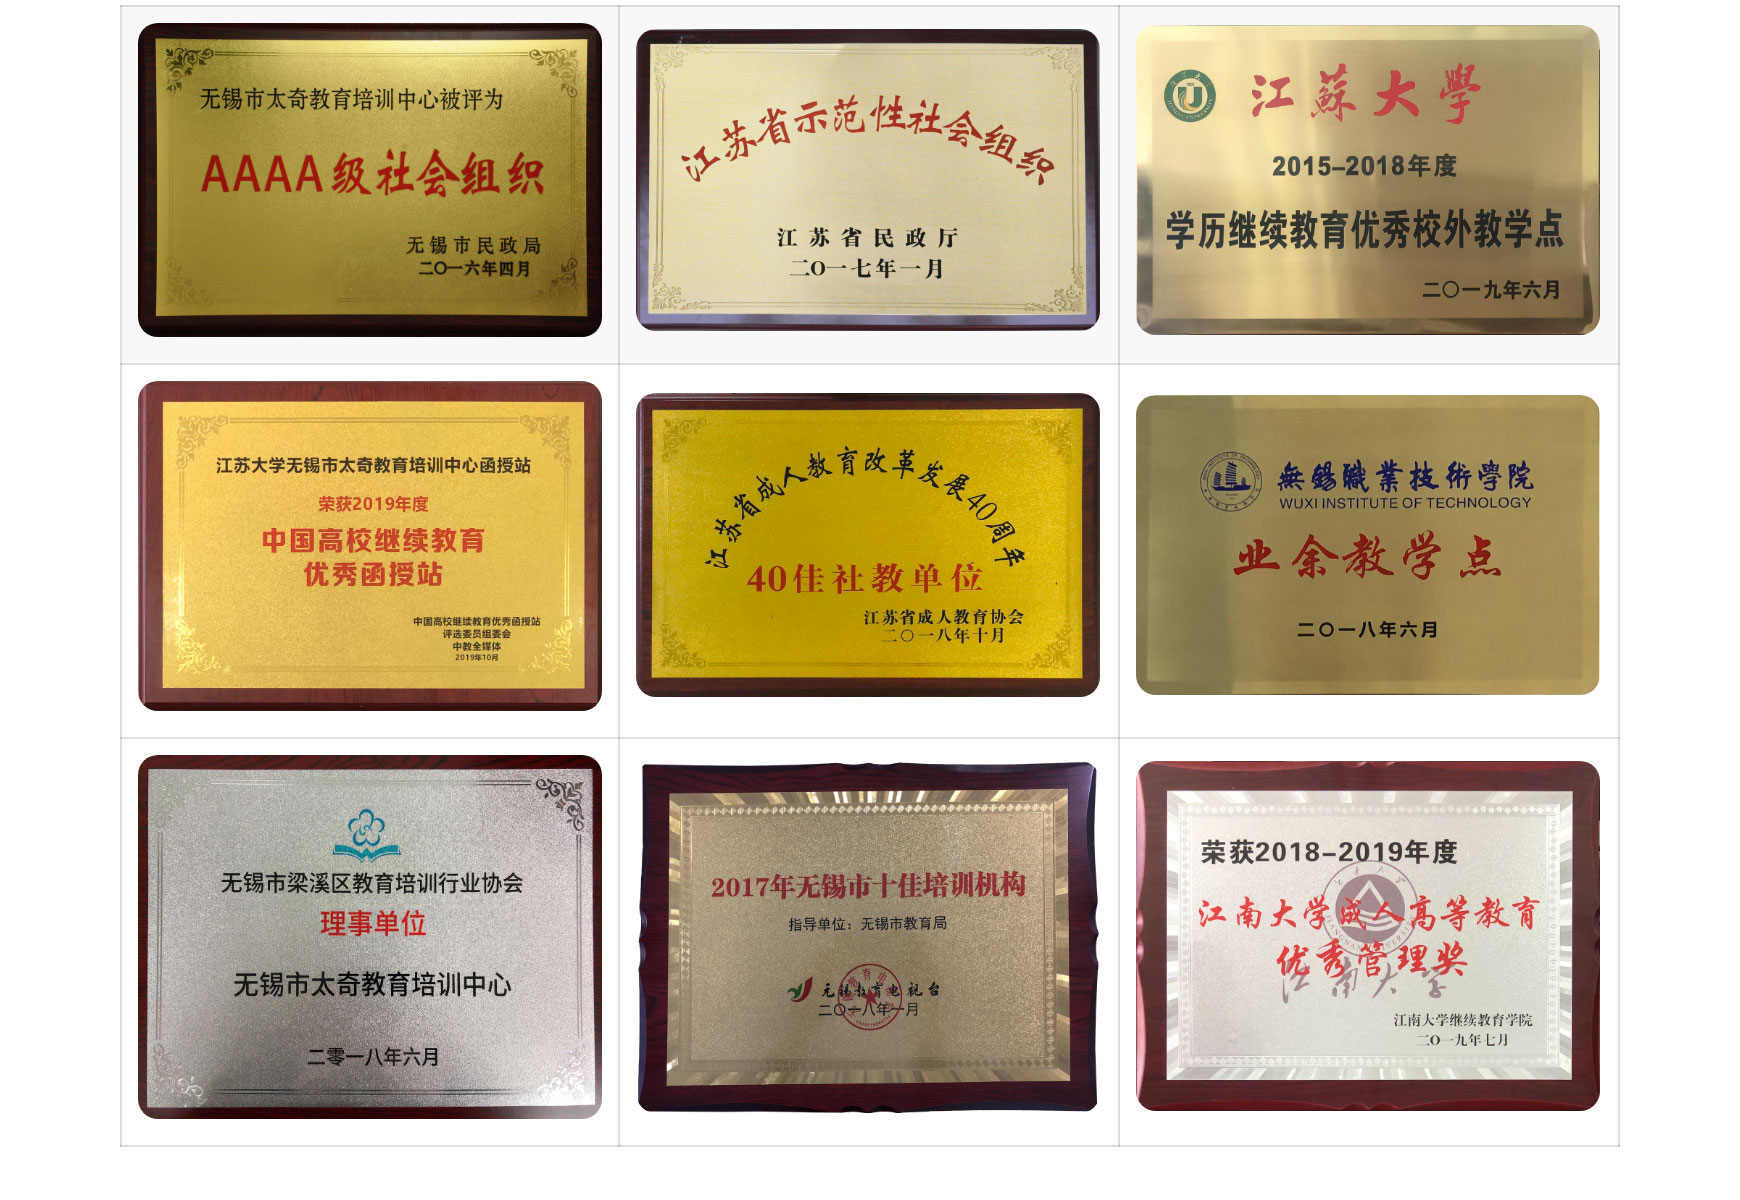 无锡市太奇教育培训中心被评为
AAAA级社会组织
无锡市民政局
二〇一六年四月
江苏省示范性社会组织
江苏省民政厅
二〇一七年一月
江蘇大學
2015-2018年度
学历继续教育优秀校外教学点
二〇一九年六月
江苏大学无锡市太奇教育培训中心函授站
荣获2019年度
中国高校继续教育
优秀函授站
中国高校继续教育优秀函授站
评选委员组委会
中教全媒体
2019年10月
江苏省成人教育改革发展40周年
40佳社教单位
江苏省成人教育协会
二〇一八年十月
無錫職業技術學院
WUXI INSTITUTE OF TECHNOLOGY
业余教学点
二〇一八年六月
无锡市梁溪区教育培训行业协会
理事单位
无锡市太奇教育培训中心
二零一八年六月
2017年无锡市十佳培训机构
指导单位：无锡市教育局
无锡教育电视台
二〇一八年一月
荣获2018-2019年度
江南大学成人高等教育
优秀管理奖
江南大学
江南大学继续教育学院
二〇一九年七月